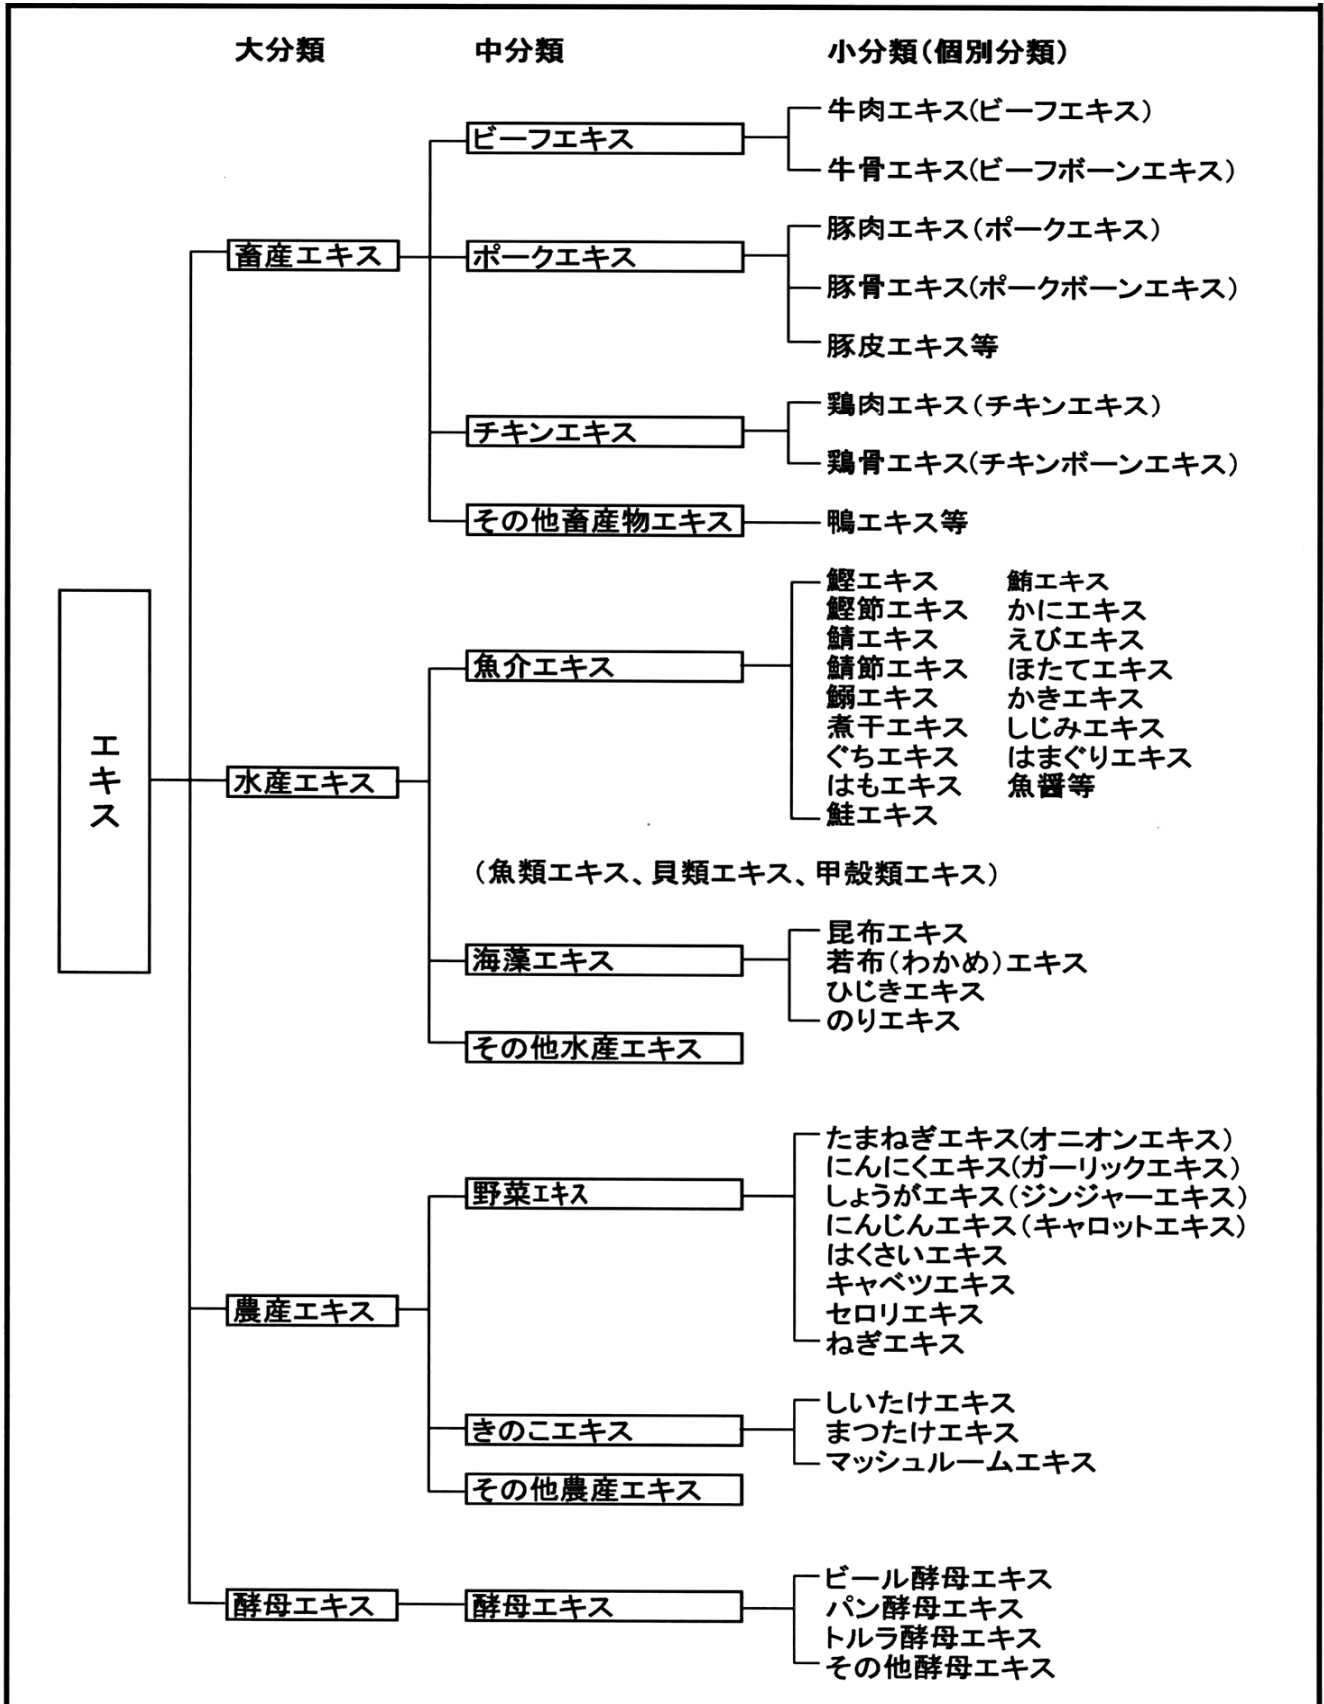 大分類 中分類 小分類(個別分類)
エキス
畜産エキス
ビーフエキス
牛肉エキス(ビーフエキス)
牛骨エキス(ビーフボーンエキス)
ポークエキス
豚肉エキス(ポークエキス)
豚骨エキス(ポークボーンエキス)
豚皮エキス等
チキンエキス
鶏肉エキス(チキンエキス)
鶏骨エキス(チキンボーンエキス)
その他畜産物エキス
鴨エキス等
水産エキス
魚介エキス
鰹エキス 鮪エキス
鰹節エキス かにエキス
鯖エキス えびエキス
鯖節エキス ほたてエキス
鰯エキス かきエキス
煮干エキス しじみエキス
ぐちエキス はまぐりエキス
はもエキス 魚醤等
鮭エキス
(魚類エキス、貝類エキス、甲殻類エキス)
海藻エキス
昆布エキス
若布(わかめ)エキス
ひじきエキス
のりエキス
その他水産エキス
農産エキス
野菜エキス
たまねぎエキス(オニオンエキス)
にんにくエキス(ガーリックエキス)
しょうがエキス(ジンジャーエキス)
にんじんエキス(キャロットエキス)
はくさいエキス
キャベツエキス
セロリエキス
ねぎエキス
きのこエキス
しいたけエキス
まつたけエキス
マッシュルームエキス
その他農産エキス
酵母エキス
酵母エキス
ビール酵母エキス
パン酵母エキス
トルラ酵母エキス
その他酵母エキス